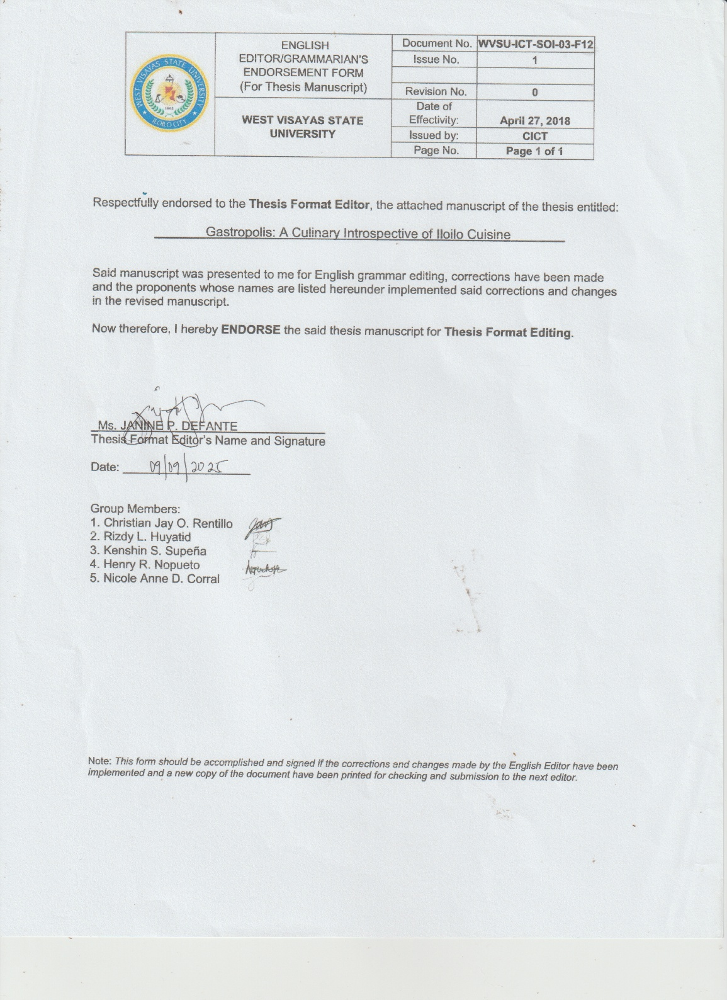 WEST VISAYAS STATE UNIVERSITY
1902
ILOILO CITY
ENGLISH
EDITOR/GRAMMARIAN'S
ENDORSEMENT FORM
(For Thesis Manuscript)
WEST VISAYAS STATE
UNIVERSITY
Document No. WVSU-ICT-SOI-03-F12
Issue No. 1
Revision No. 0
Date of
Effectivity: April 27, 2018
Issued by: CICT
Page No. Page 1 of 1
Respectfully endorsed to the Thesis Format Editor, the attached manuscript of the thesis entitled:
Gastropolis: A Culinary Introspective of Iloilo Cuisine
Said manuscript was presented to me for English grammar editing, corrections have been made
and the proponents whose names are listed hereunder implemented said corrections and changes
in the revised manuscript.
Now therefore, I hereby ENDORSE the said thesis manuscript for Thesis Format Editing.
Ms. JANINE P. DEFANTE
Thesis Format Editor's Name and Signature
Date: 09/09/2025
Group Members:
1. Christian Jay O. Rentillo
2. Rizdy L. Huyatid
3. Kenshin S. Supeña
4. Henry R. Nopueto
5. Nicole Anne D. Corral
Note: This form should be accomplished and signed if the corrections and changes made by the English Editor have been
implemented and a new copy of the document have been printed for checking and submission to the next editor.